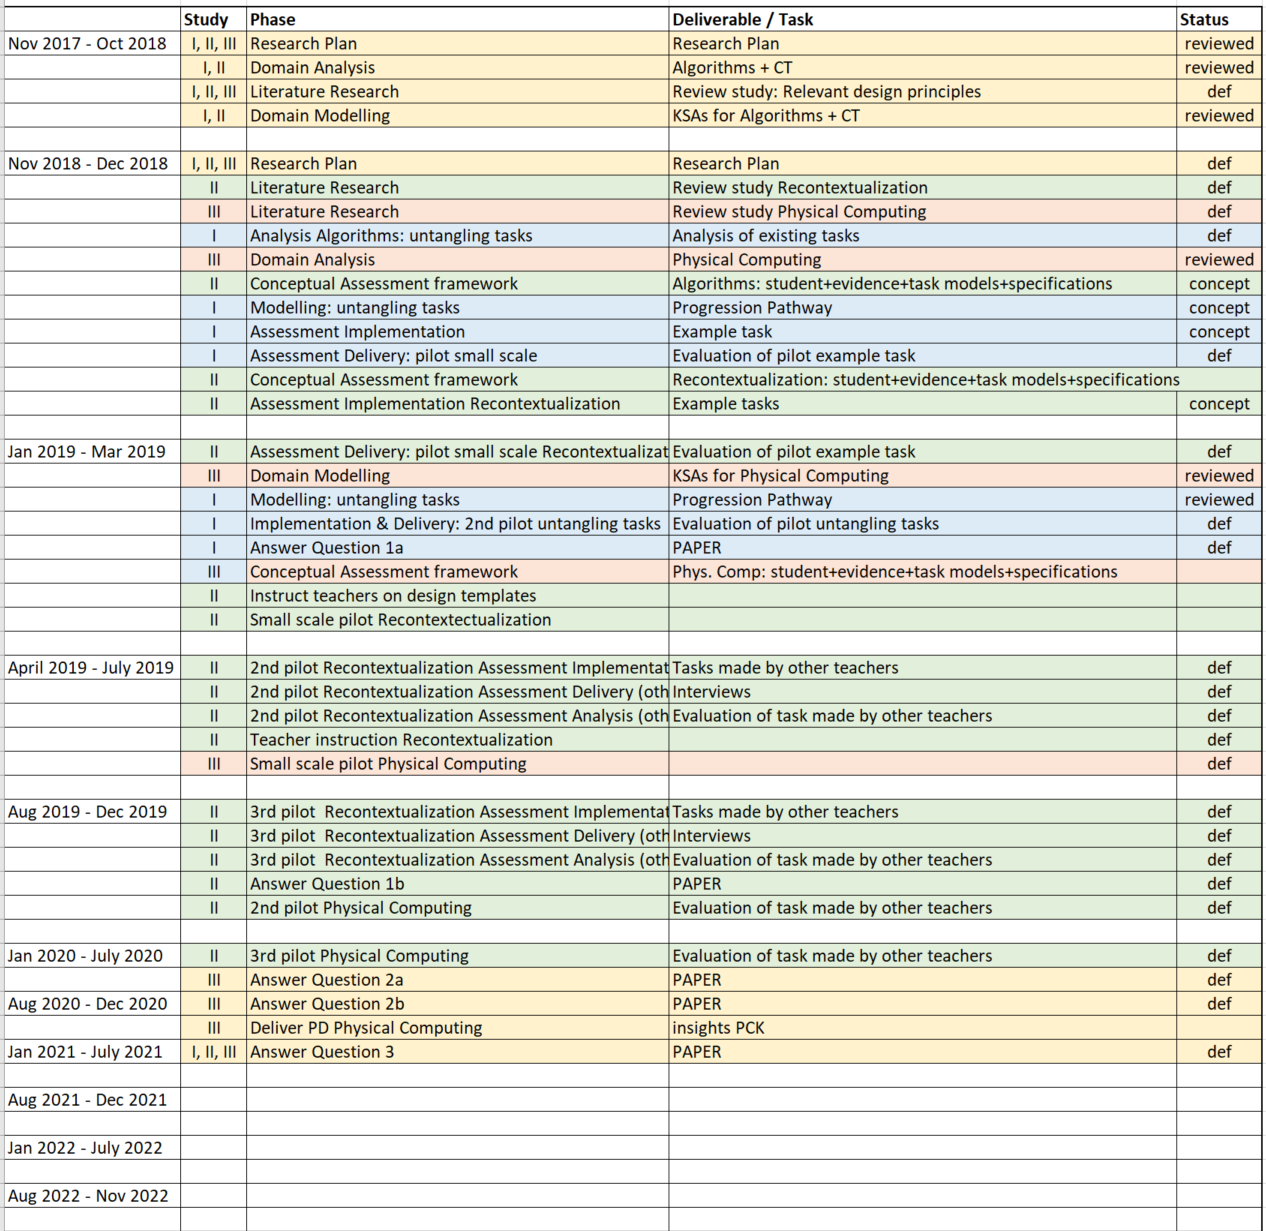 Study Phase Deliverable / Task Status
Nov 2017 - Oct 2018 I, II, III Research Plan Research Plan reviewed
I, II Domain Analysis Algorithms + CT reviewed
I, II, III Literature Research Review study: Relevant design principles def
I, II Domain Modelling KSAs for Algorithms + CT reviewed
Nov 2018 - Dec 2018 I, II, III Research Plan Research Plan def
II Literature Research Review study Recontextualization def
III Literature Research Review study Physical Computing def
I Analysis Algorithms: untangling tasks Analysis of existing tasks def
III Domain Analysis Physical Computing reviewed
II Conceptual Assessment framework Algorithms: student+evidence+task models+specifications concept
I Modelling: untangling tasks Progression Pathway concept
I Assessment Implementation Example task concept
I Assessment Delivery: pilot small scale Evaluation of pilot example task def
II Conceptual Assessment framework Recontextualization: student+evidence+task models+specifications
II Assessment Implementation Recontextualization Example tasks concept
Jan 2019 - Mar 2019 II Assessment Delivery: pilot small scale Recontextualizat Evaluation of pilot example task def
III Domain Modelling KSAs for Physical Computing reviewed
I Modelling: untangling tasks Progression Pathway reviewed
I Implementation & Delivery: 2nd pilot untangling tasks Evaluation of pilot untangling tasks def
I Answer Question 1a PAPER def
III Conceptual Assessment framework Phys. Comp: student+evidence+task models+specifications
II Instruct teachers on design templates
II Small scale pilot Recontextectualization
April 2019 - July 2019 II 2nd pilot Recontextualization Assessment Implementat Tasks made by other teachers def
II 2nd pilot Recontextualization Assessment Delivery (oth Interviews def
II 2nd pilot Recontextualization Assessment Analysis (oth Evaluation of task made by other teachers def
II Teacher instruction Recontextualization def
III Small scale pilot Physical Computing def
Aug 2019 - Dec 2019 II 3rd pilot Recontextualization Assessment Implementat Tasks made by other teachers def
II 3rd pilot Recontextualization Assessment Delivery (oth Interviews def
II 3rd pilot Recontextualization Assessment Analysis (oth Evaluation of task made by other teachers def
II Answer Question 1b PAPER def
II 2nd pilot Physical Computing Evaluation of task made by other teachers def
Jan 2020 - July 2020 II 3rd pilot Physical Computing Evaluation of task made by other teachers def
III Answer Question 2a PAPER def
Aug 2020 - Dec 2020 III Answer Question 2b PAPER def
III Deliver PD Physical Computing insights PCK
Jan 2021 - July 2021 I, II, III Answer Question 3 PAPER def
Aug 2021 - Dec 2021
Jan 2022 - July 2022
Aug 2022 - Nov 2022